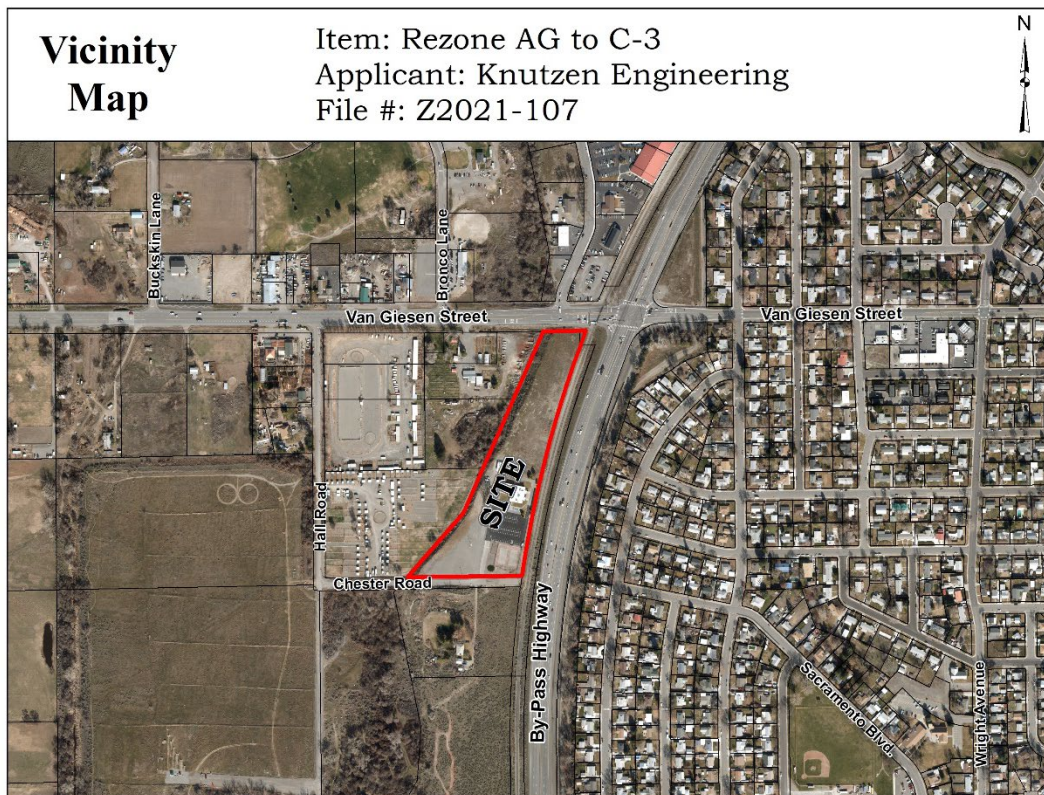 Vicinity
Map
Item: Rezone AG to C-3
Applicant: Knutzen Engineering
File #: Z2021-107
N
Buckskin Lane
Bronco Lane
Van Giesen Street
Van Giesen Street
SITE
Hall Road
Chester Road
By-Pass Highway
Sacramento Blvd.
Wright Avenue